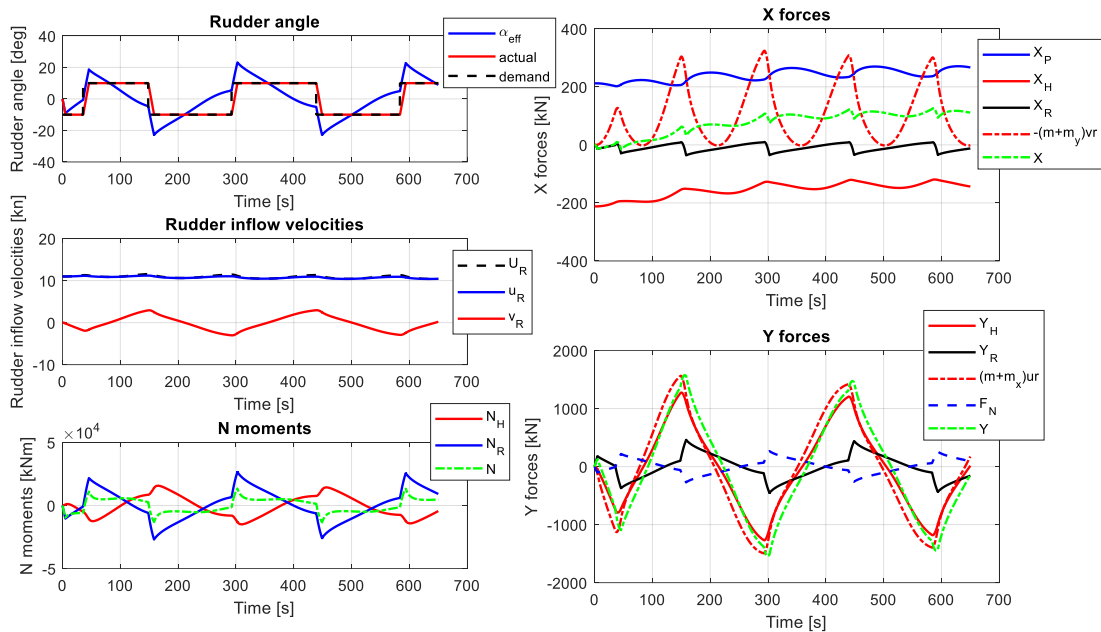 Rudder angle
Rudder angle [deg]
40
20
0
-20
-40
0 100 200 300 400 500 600 700
Time [s]
α_eff
actual
demand
Rudder inflow velocities
Rudder inflow velocities [kn]
20
10
0
-10
0 100 200 300 400 500 600 700
Time [s]
U_R
u_R
v_R
N moments
×10^4
N moments [kNm]
5
0
-5
0 100 200 300 400 500 600 700
Time [s]
N_H
N_R
N
X forces
X forces [kN]
400
200
0
-200
-400
0 100 200 300 400 500 600 700
Time [s]
X_P
X_H
X_R
-(m+m_y)vr
X
Y forces
Y forces [kN]
2000
1000
0
-1000
-2000
0 100 200 300 400 500 600 700
Time [s]
Y_H
Y_R
(m+m_x)ur
F_N
Y